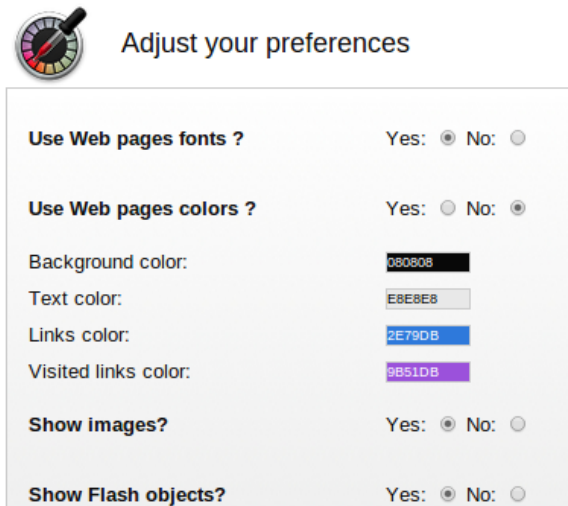 Adjust your preferences
Use Web pages fonts ? Yes: No:
Use Web pages colors ? Yes: No:
Background color: 080808
Text color: E8E8E8
Links color: 2E79DB
Visited links color: 9B51DB
Show images? Yes: No:
Show Flash objects? Yes: No: